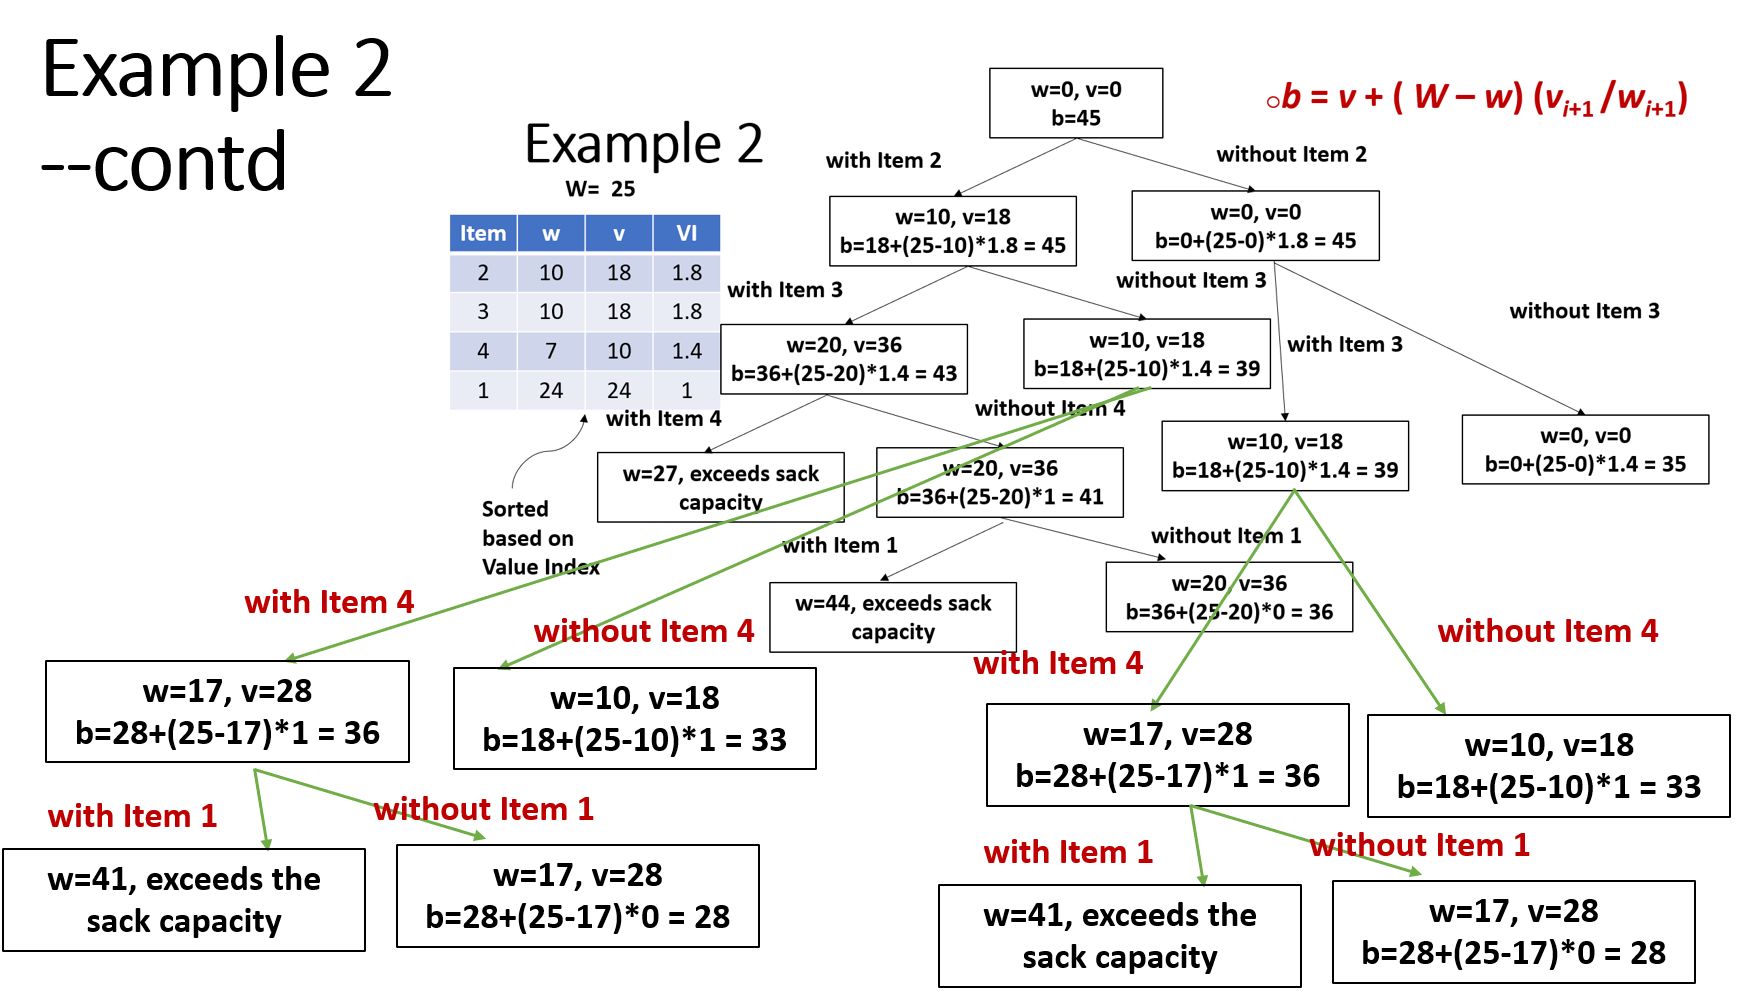 Example 2
--contd
Example 2
W= 25
Item w v VI
2 10 18 1.8
3 10 18 1.8
4 7 10 1.4
1 24 24 1
Sorted
based on
Value Index
b = v + ( W – w) (vi+1 /wi+1)
w=0, v=0
b=45
with Item 2
without Item 2
w=10, v=18
b=18+(25-10)*1.8 = 45
w=0, v=0
b=0+(25-0)*1.8 = 45
with Item 3
without Item 3
with Item 3
without Item 3
w=20, v=36
b=36+(25-20)*1.4 = 43
w=10, v=18
b=18+(25-10)*1.4 = 39
w=10, v=18
b=18+(25-10)*1.4 = 39
w=0, v=0
b=0+(25-0)*1.4 = 35
with Item 4
without Item 4
w=27, exceeds sack
capacity
w=20, v=36
b=36+(25-20)*1 = 41
with Item 1
without Item 1
w=44, exceeds sack
capacity
w=20, v=36
b=36+(25-20)*0 = 36
with Item 4
without Item 4
with Item 4
without Item 4
w=17, v=28
b=28+(25-17)*1 = 36
w=10, v=18
b=18+(25-10)*1 = 33
w=17, v=28
b=28+(25-17)*1 = 36
w=10, v=18
b=18+(25-10)*1 = 33
with Item 1
without Item 1
with Item 1
without Item 1
w=41, exceeds the
sack capacity
w=17, v=28
b=28+(25-17)*0 = 28
w=41, exceeds the
sack capacity
w=17, v=28
b=28+(25-17)*0 = 28